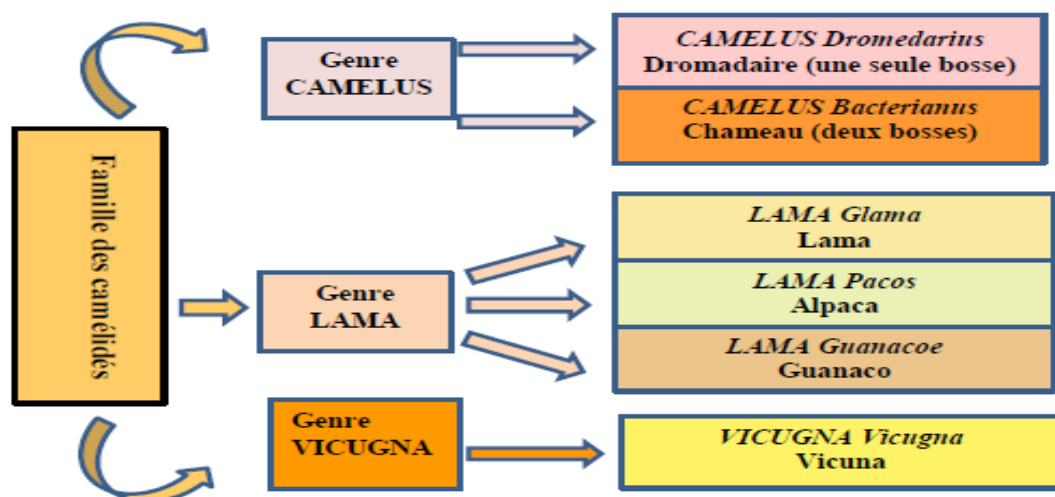 Famille des camélidés
Genre
CAMELUS
CAMELUS Dromedarius
Dromadaire (une seule bosse)
CAMELUS Bacterianus
Chameau (deux bosses)
Genre
LAMA
LAMA Glama
Lama
LAMA Pacos
Alpaca
LAMA Guanacoe
Guanaco
Genre
VICUGNA
VICUGNA Vicugna
Vicuna